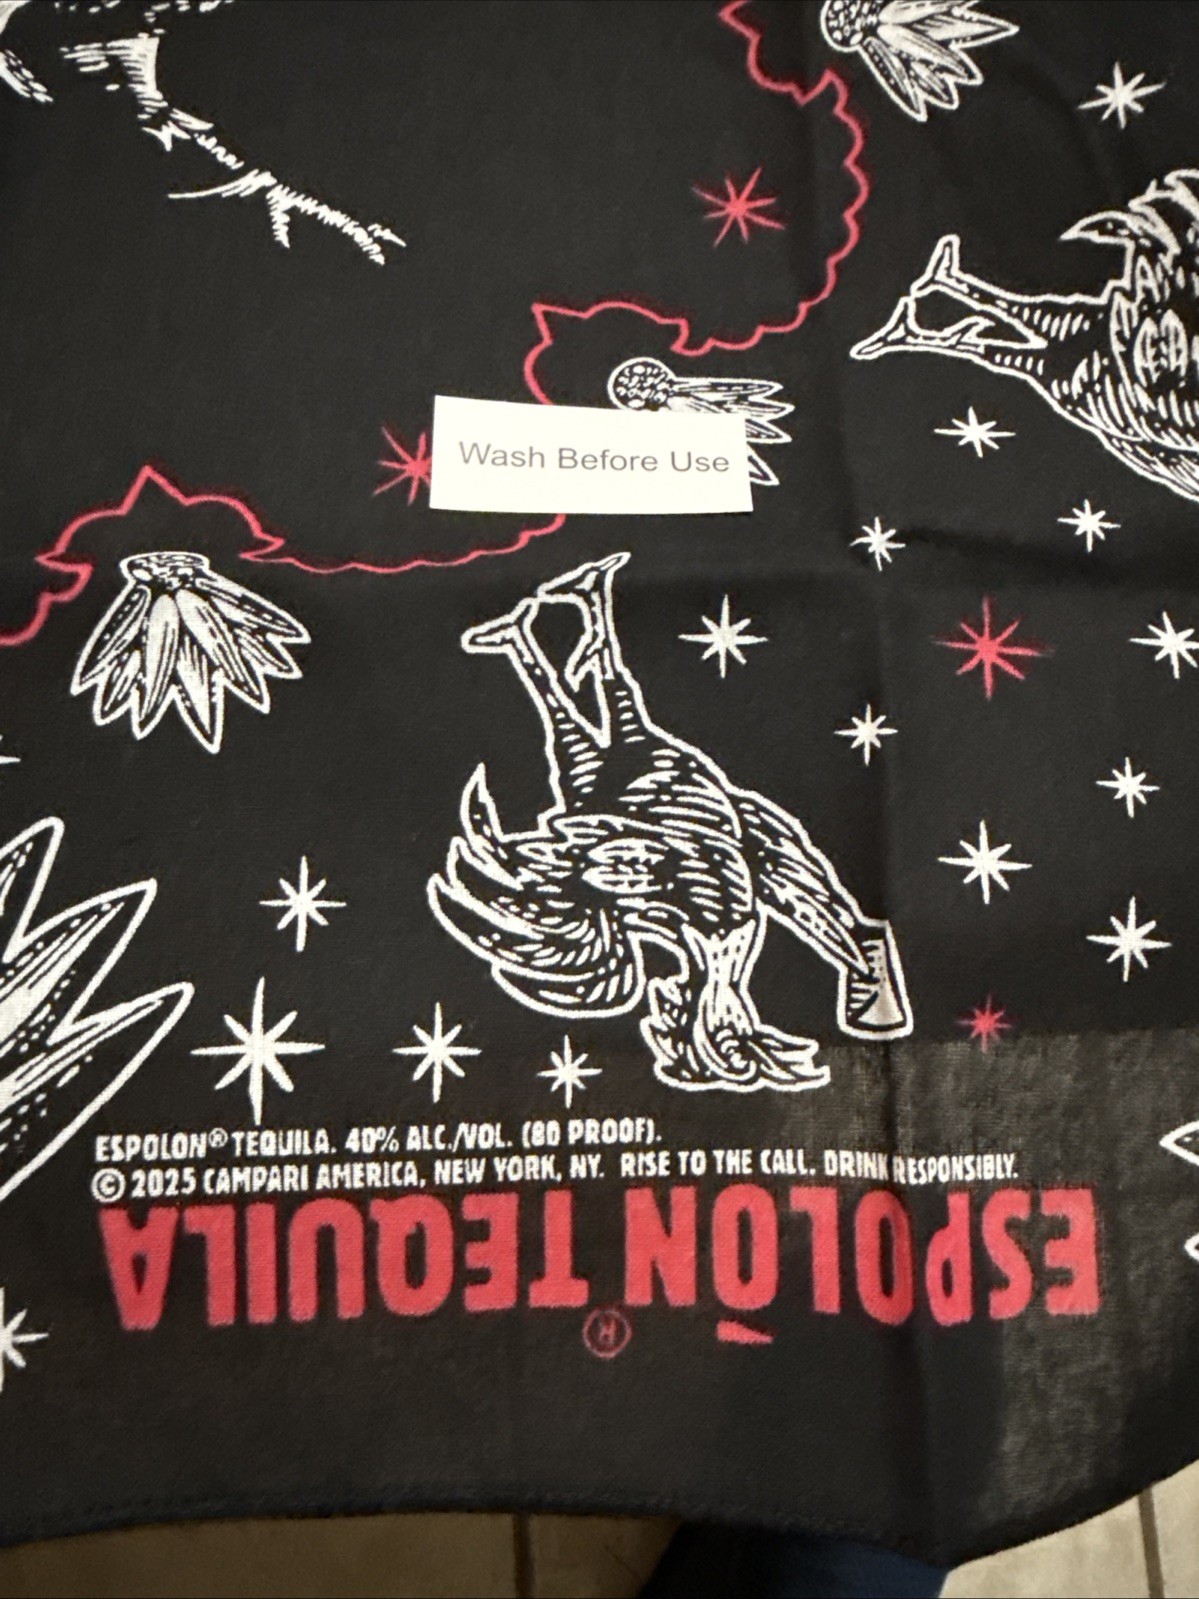 Wash Before Use
ESPOLON® TEQUILA. 40% ALC./VOL. (80 PROOF).
© 2025 CAMPARI AMERICA, NEW YORK, NY. RISE TO THE CALL. DRINK RESPONSIBLY.
ESPOLÒN TEQUILA®